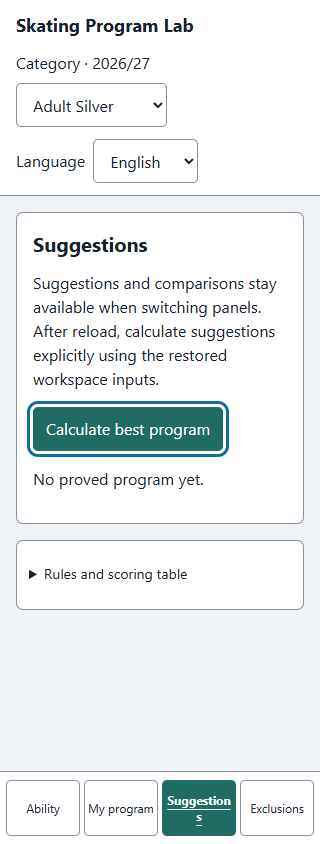 Skating Program Lab
Category · 2026/27
Adult Silver
Language English
Suggestions
Suggestions and comparisons stay
available when switching panels.
After reload, calculate suggestions
explicitly using the restored
workspace inputs.
Calculate best program
No proved program yet.
Rules and scoring table
Ability
My program
Suggestion
s
Exclusions